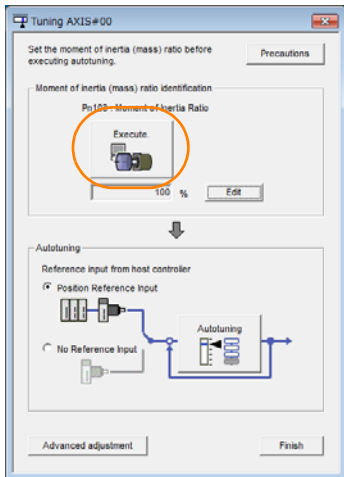 Tuning AXIS#00
Set the moment of inertia (mass) ratio before
executing autotuning.
Precautions
Moment of inertia (mass) ratio identification
Pn103 : Moment of Inertia Ratio
Execute.
100 %
Edit
Autotuning
Reference input from host controller
Position Reference Input
Autotuning
No Reference Input
Advanced adjustment
Finish